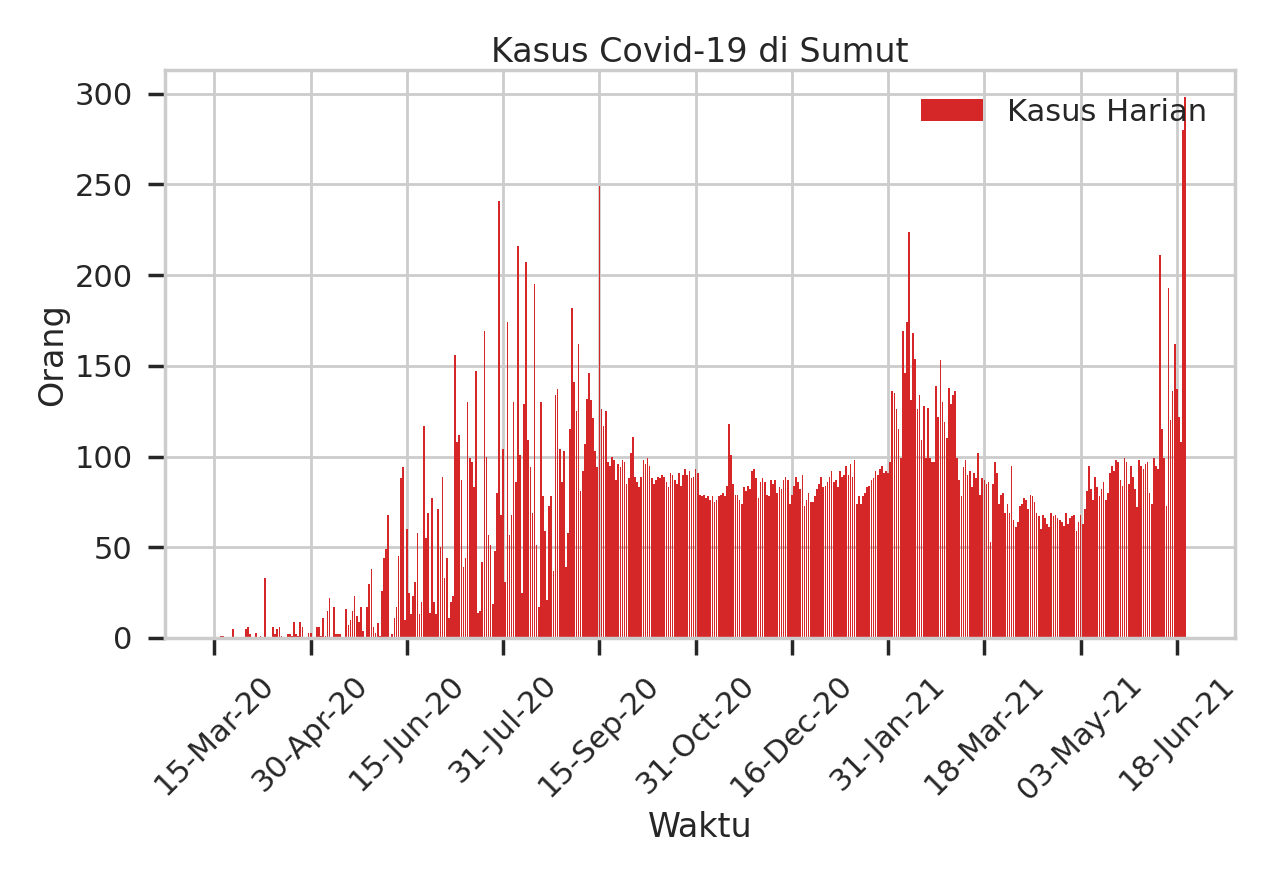 Kasus Covid-19 di Sumut
Kasus Harian
Orang
300
250
200
150
100
50
0
15-Mar-20
30-Apr-20
15-Jun-20
31-Jul-20
15-Sep-20
31-Oct-20
16-Dec-20
31-Jan-21
18-Mar-21
03-May-21
18-Jun-21
Waktu